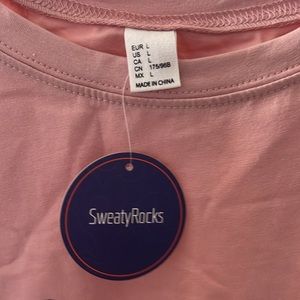 EUR L
US L
CA L
CN 175/96B
MX L
MADE IN CHINA
SweatyRocks